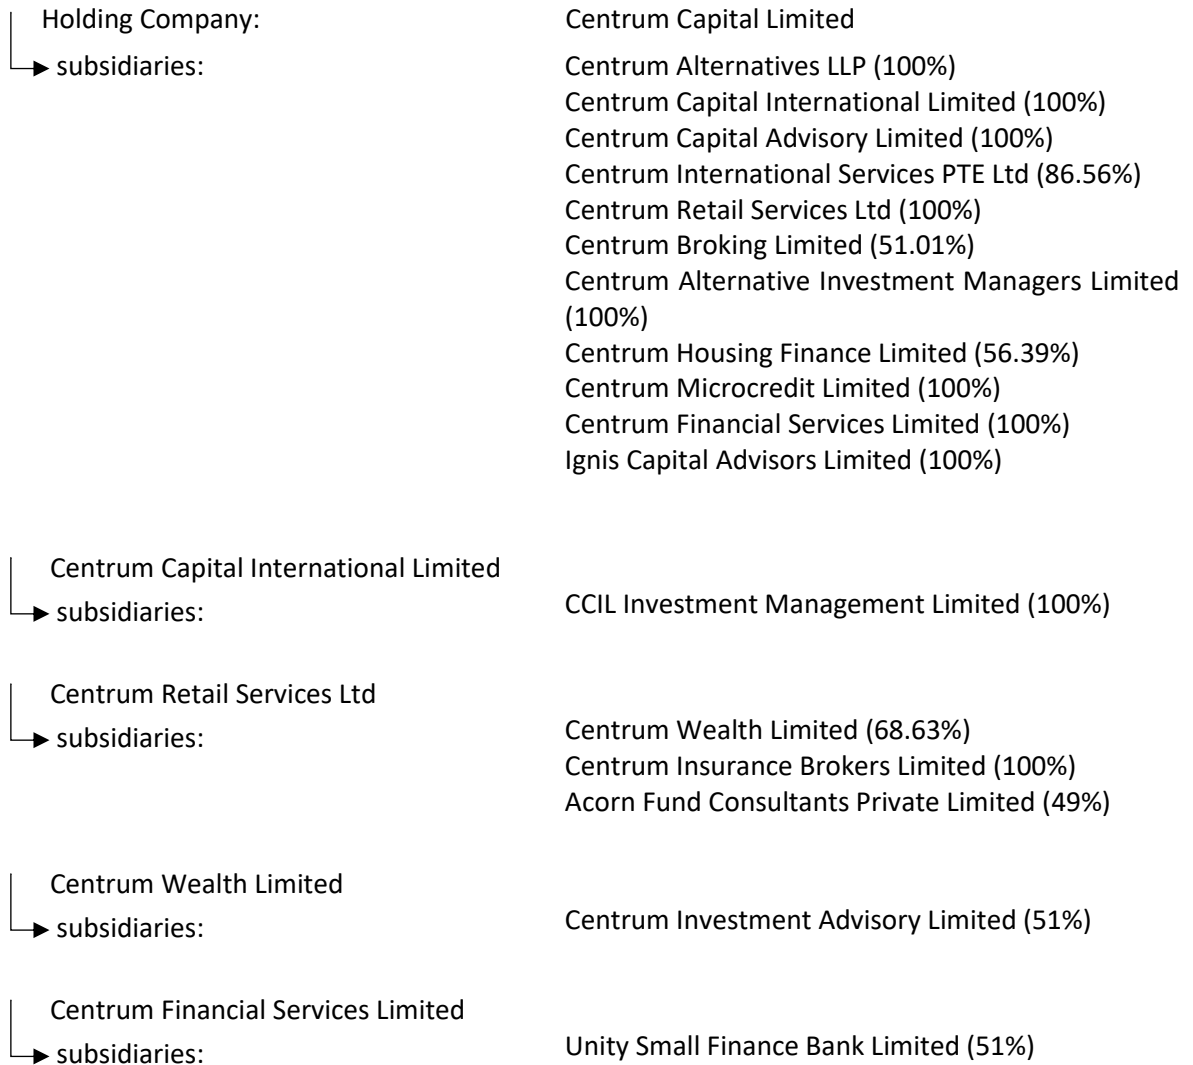 Holding Company: Centrum Capital Limited
subsidiaries: Centrum Alternatives LLP (100%)
Centrum Capital International Limited (100%)
Centrum Capital Advisory Limited (100%)
Centrum International Services PTE Ltd (86.56%)
Centrum Retail Services Ltd (100%)
Centrum Broking Limited (51.01%)
Centrum Alternative Investment Managers Limited
(100%)
Centrum Housing Finance Limited (56.39%)
Centrum Microcredit Limited (100%)
Centrum Financial Services Limited (100%)
Ignis Capital Advisors Limited (100%)
Centrum Capital International Limited
subsidiaries: CCIL Investment Management Limited (100%)
Centrum Retail Services Ltd
subsidiaries: Centrum Wealth Limited (68.63%)
Centrum Insurance Brokers Limited (100%)
Acorn Fund Consultants Private Limited (49%)
Centrum Wealth Limited
subsidiaries: Centrum Investment Advisory Limited (51%)
Centrum Financial Services Limited
subsidiaries: Unity Small Finance Bank Limited (51%)